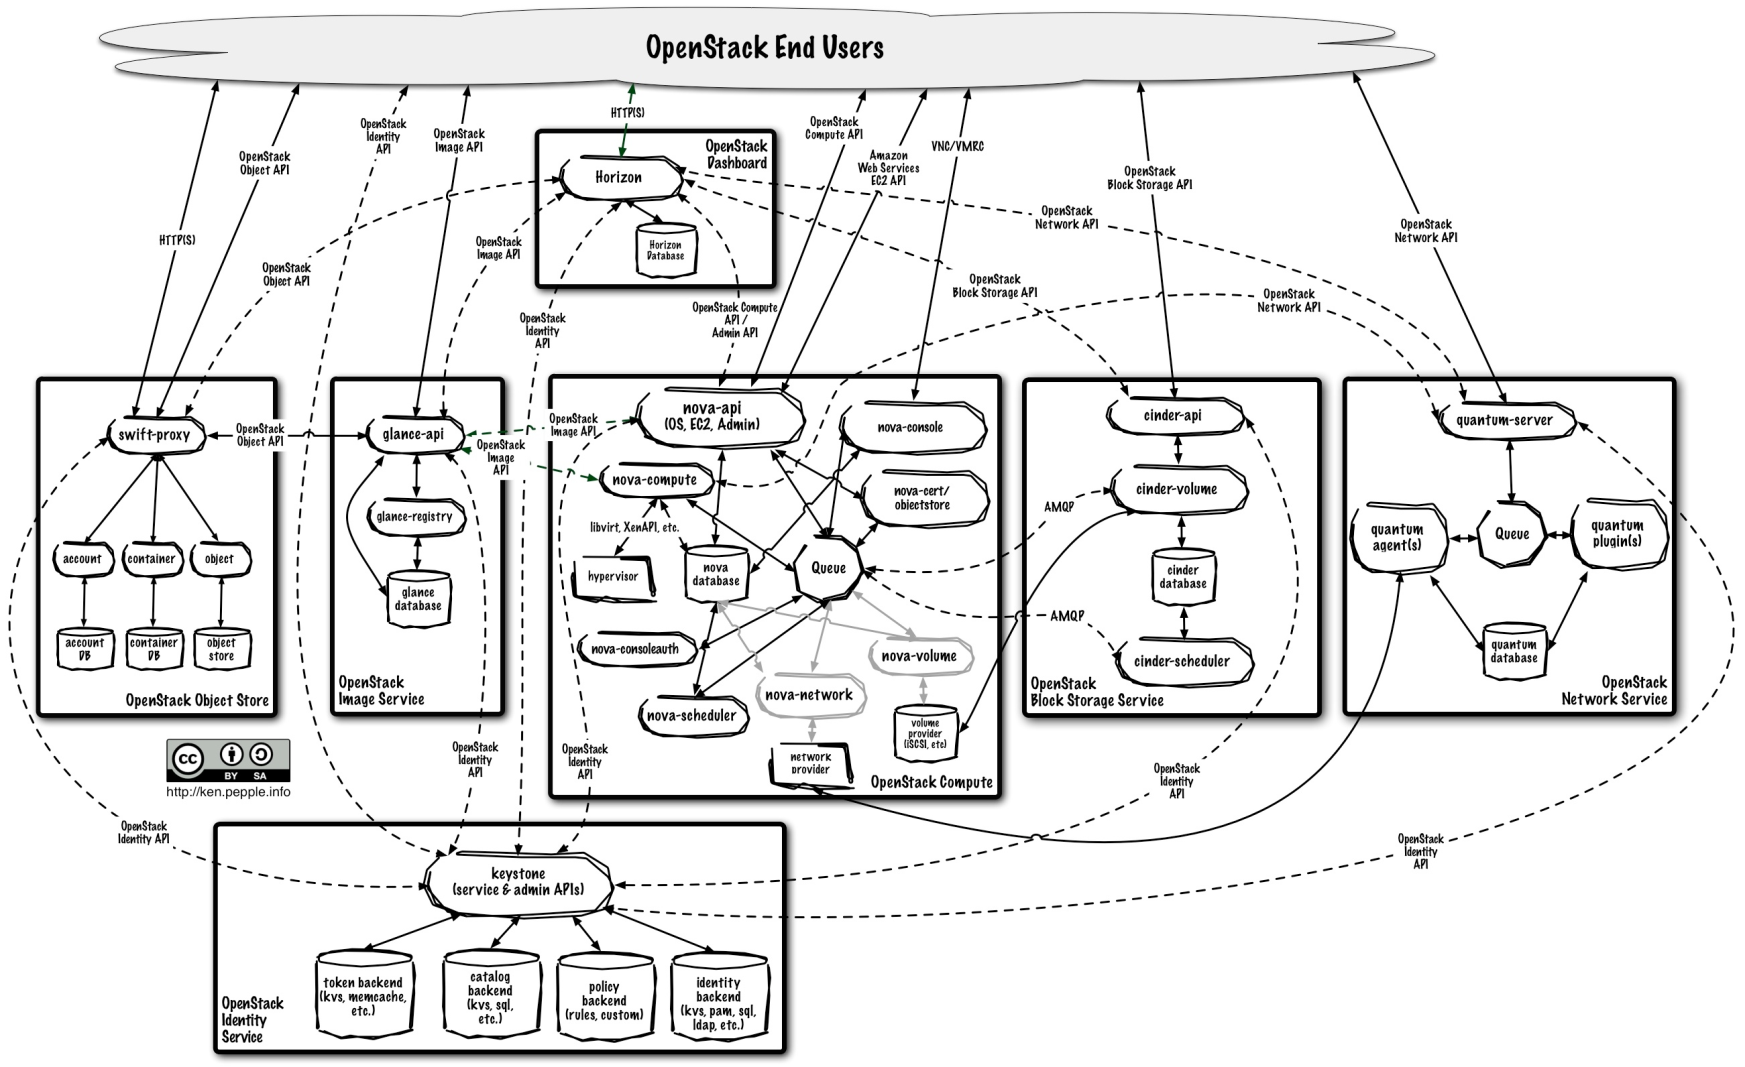 OpenStack End Users
HTTP(S)
OpenStack
Object API
OpenStack
Identity
API
OpenStack
Image API
HTTP(S)
OpenStack
Compute API
Amazon
Web Services
EC2 API
VNC/VMRC
OpenStack
Block Storage API
OpenStack
Network API
OpenStack
Dashboard
Horizon
Horizon
Database
OpenStack
Object API
OpenStack
Image API
OpenStack
Identity
API
OpenStack Compute
API /
Admin API
OpenStack
Block Storage API
OpenStack
Network API
OpenStack
Network API
swift-proxy
OpenStack
Object API
account
container
object
account
DB
container
DB
object
store
OpenStack Object Store
glance-api
glance-registry
glance
database
OpenStack
Image Service
OpenStack
Image API
OpenStack
Image
API
nova-api
(OS, EC2, Admin)
nova-console
nova-compute
nova-cert/
objectstore
libvirt, XenAPI, etc.
hypervisor
nova
database
Queue
nova-consoleauth
nova-volume
nova-network
nova-scheduler
volume
provider
(iSCSI, etc)
network
provider
OpenStack Compute
AMQP
AMQP
cinder-api
cinder-volume
cinder
database
cinder-scheduler
OpenStack
Block Storage Service
quantum-server
quantum
agent(s)
Queue
quantum
plugin(s)
quantum
database
OpenStack
Network Service
cc
BY SA
http://ken.pepple.info
OpenStack
Identity API
OpenStack
Identity
API
OpenStack
Identity
API
OpenStack
Identity
API
OpenStack
Identity
API
keystone
(service & admin APIs)
token backend
(kvs, memcache,
etc.)
catalog
backend
(kvs, sql,
etc.)
policy
backend
(rules, custom)
identity
backend
(kvs, pam, sql,
ldap, etc.)
OpenStack
Identity
Service